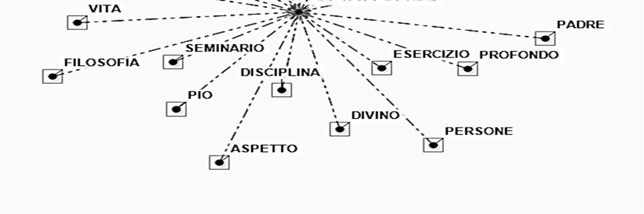 VITA
PADRE
SEMINARIO
ESERCIZIO PROFONDO
FILOSOFIA
DISCIPLINA
PIO
DIVINO
PERSONE
ASPETTO